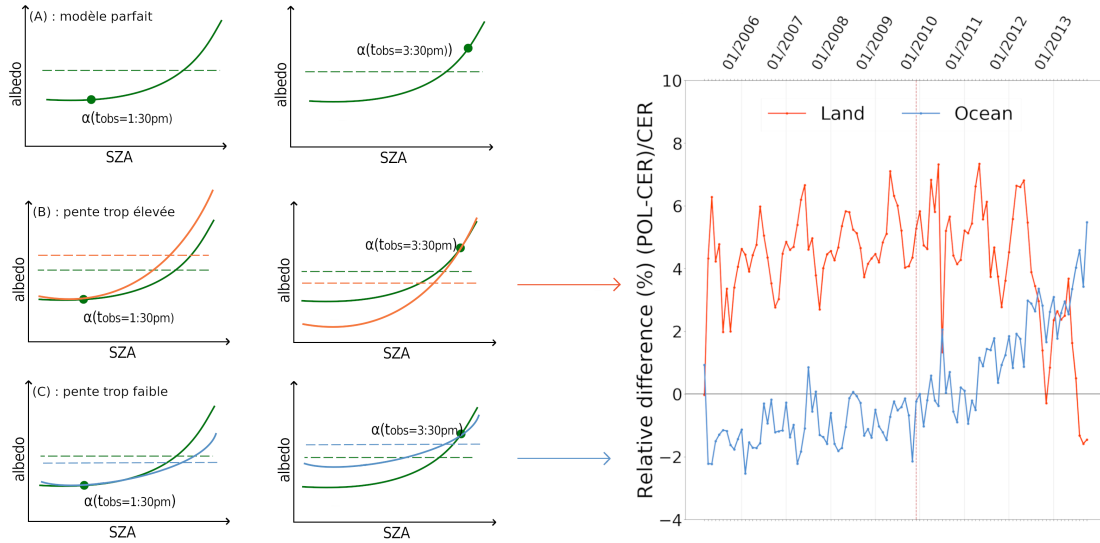 (A) : modèle parfait
albedo
α(tobs=1:30pm)
SZA
albedo
α(tobs=3:30pm))
SZA
(B) : pente trop élevée
albedo
α(tobs=1:30pm)
SZA
albedo
α(tobs=3:30pm)
SZA
(C) : pente trop faible
albedo
α(tobs=1:30pm)
SZA
albedo
α(tobs=3:30pm)
SZA
01/2006 01/2007 01/2008 01/2009 01/2010 01/2011 01/2012 01/2013
Relative difference (%) (POL-CER)/CER
Land Ocean
10
8
6
4
2
0
−2
−4